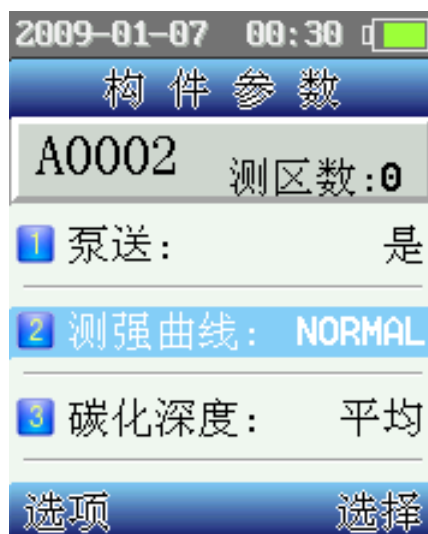 2009-01-07 00:30
构件参数
A0002 测区数:0
1 泵送: 是
2 测强曲线: NORMAL
3 碳化深度: 平均
选项 选择